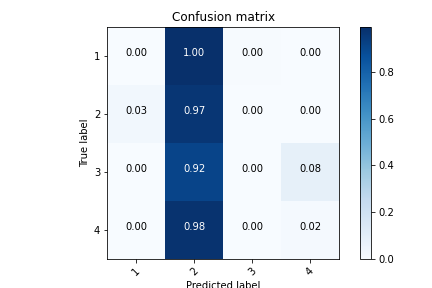 Confusion matrix
1 0.00 1.00 0.00 0.00
2 0.03 0.97 0.00 0.00
3 0.00 0.92 0.00 0.08
4 0.00 0.98 0.00 0.02
True label
1 2 3 4
Predicted label
0.8
0.6
0.4
0.2
0.0